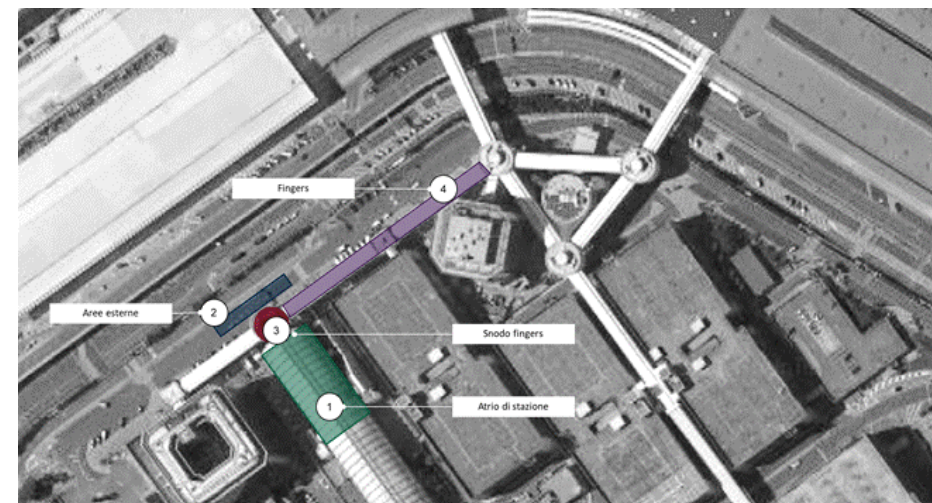 Fingers
4
Aree esterne
2
3
Snodo fingers
1
Atrio di stazione